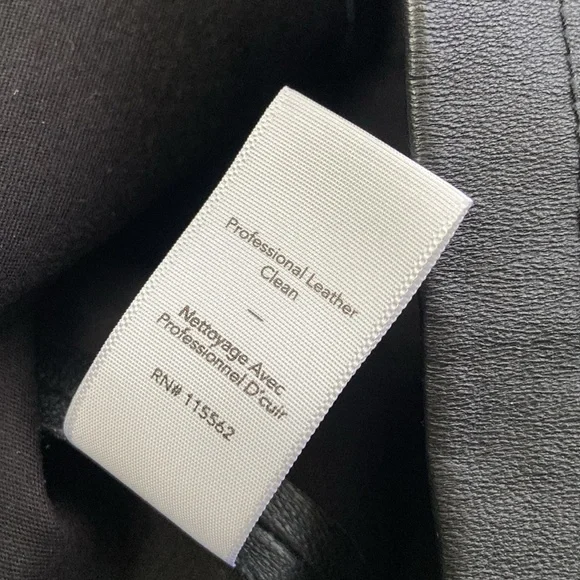 Professional Leather
Clean
—
Nettoyage Avec
Professionnel D'cuir
RN# 115562